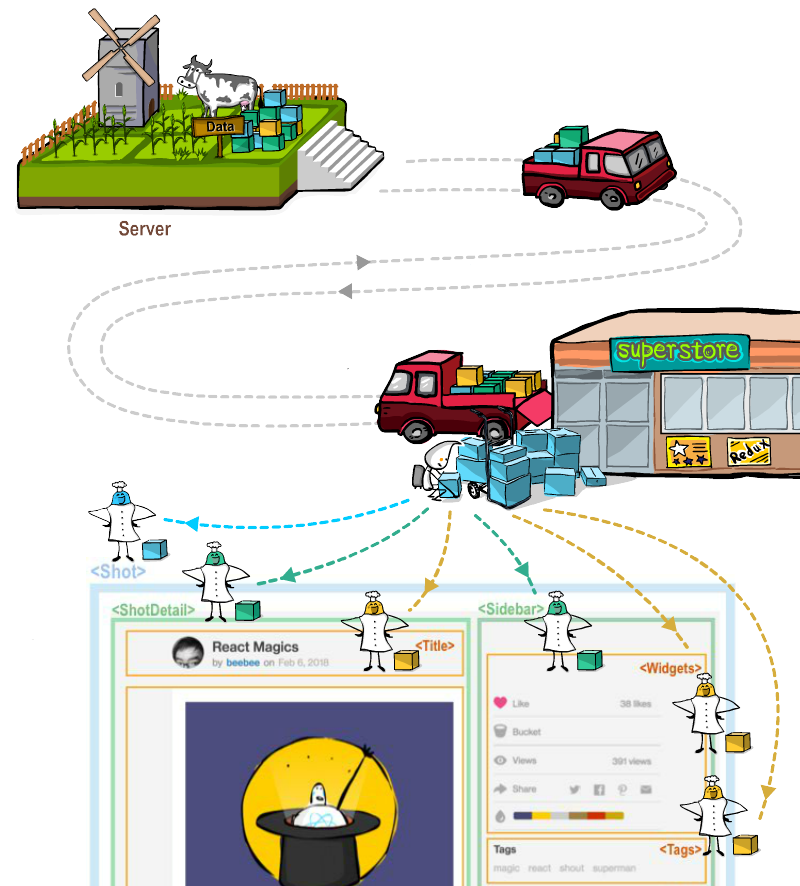 Data
Server
superstore
Redux
<Shot>
<ShotDetail>
<Sidebar>
React Magics
by beebee on Feb 6, 2018
<Title>
<Widgets>
Like 38 likes
Bucket
Views 391 views
Share
Tags
<Tags>
magic react shout superman